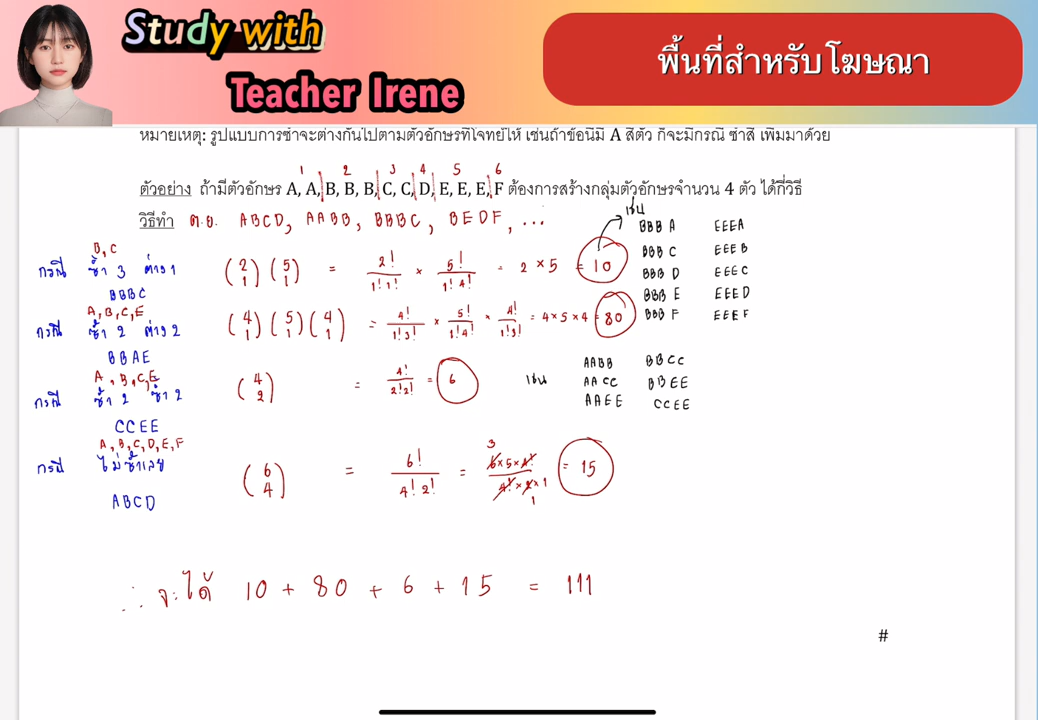 Study with
Teacher Irene
พื้นที่สำหรับโฆษณา
หมายเหตุ: รูปแบบการซ้ำจะต่างกันไปตามตัวอักษรที่โจทย์ให้ เช่นถ้าข้อนี้มี A สี่ตัว ก็จะมีกรณี ซ้ำสี่ เพิ่มมาด้วย
1 2 3 4 5 6
ตัวอย่าง ถ้ามีตัวอักษร A, A, B, B, B, C, C, D, E, E, E, F ต้องการสร้างกลุ่มตัวอักษรจำนวน 4 ตัว ได้กี่วิธี
วิธีทำ ต.ย. ABCD, AABB, BBBC, BEDF, ...
เช่น
BBB A EEEA
BBB C EEE B
BBB D EEE C
BBB E EEE D
BBB F EEE F
B, C
กรณี ซ้ำ 3 ต่าง 1 (2 1) (5 1) = 2!/1!1! × 5!/1!4! = 2 × 5 = 10
BBBC
A, B, C, E
กรณี ซ้ำ 2 ต่าง 2 (4 1) (5 1) (4 1) = 4!/1!3! × 5!/1!4! × 4!/1!3! = 4 × 5 × 4 = 80
BBAE
A, B, C, E
กรณี ซ้ำ 2 ซ้ำ 2 (4 2) = 4!/2!2! = 6
เช่น
AABB BBCC
AACC BBEE
AAEE CCEE
CCEE
A, B, C, D, E, F
กรณี ไม่ซ้ำเลย (6 4) = 6!/4!2! = 6×5×4!/4!×2×1 = 15
3
1
ABCD
∴ จะได้ 10 + 80 + 6 + 15 = 111
#